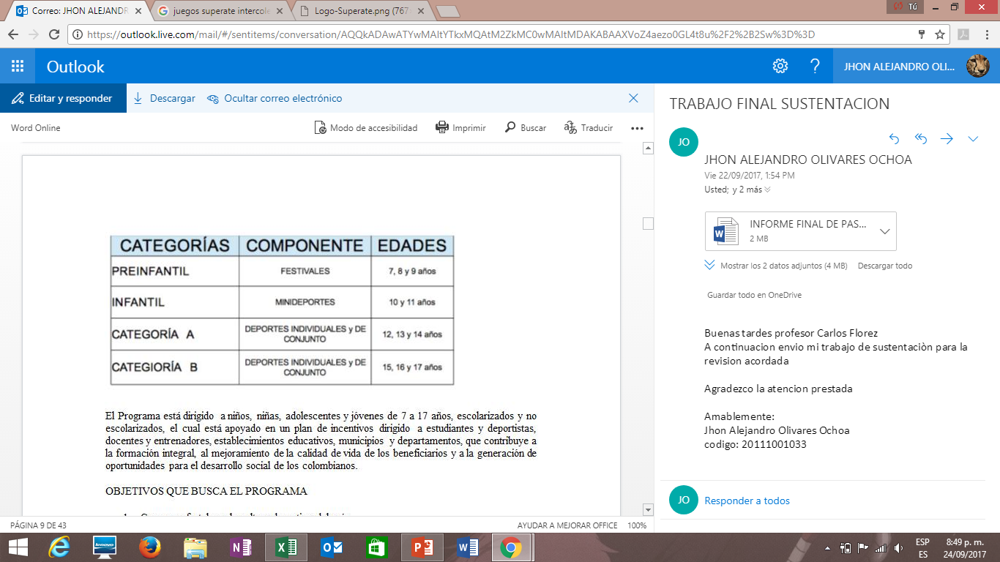 Correo: JHON ALEJANDR
juegos superate intercole
Logo-Superate.png (767
Tú
https://outlook.live.com/mail/#/sentitems/conversation/AQQkADAwATYwMAItYTkxMQAtM2ZkMC0wMAItMDAKABAAXVoZ4aezo0GL4t8u%2F2%2B2Sw%3D%3D
Outlook
JHON ALEJANDRO OLI...
Editar y responder
Descargar
Ocultar correo electrónico
Word Online
Modo de accesibilidad
Imprimir
Buscar
Traducir
CATEGORÍAS COMPONENTE EDADES
PREINFANTIL FESTIVALES 7, 8 y 9 años
INFANTIL MINIDEPORTES 10 y 11 años
CATEGORÍA A DEPORTES INDIVIDUALES y DE CONJUNTO 12, 13 y 14 años
CATEGIORÍA B DEPORTES INDIVIDUALES y DE CONJUNTO 15, 16 y 17 años
El Programa está dirigido a niños, niñas, adolescentes y jóvenes de 7 a 17 años, escolarizados y no
escolarizados, el cual está apoyado en un plan de incentivos dirigido a estudiantes y deportistas,
docentes y entrenadores, establecimientos educativos, municipios y departamentos, que contribuye a
la formación integral, al mejoramiento de la calidad de vida de los beneficiarios y a la generación de
oportunidades para el desarrollo social de los colombianos.
OBJETIVOS QUE BUSCA EL PROGRAMA
PÁGINA 9 DE 43
AYUDAR A MEJORAR OFFICE 100%
TRABAJO FINAL SUSTENTACION
JO
JHON ALEJANDRO OLIVARES OCHOA
Vie 22/09/2017, 1:54 PM
Usted; y 2 más
INFORME FINAL DE PAS...
2 MB
Mostrar los 2 datos adjuntos (4 MB) Descargar todo
Guardar todo en OneDrive
Buenas tardes profesor Carlos Florez
A continuacion envio mi trabajo de sustentaciòn para la
revision acordada
Agradezco la atencion prestada
Amablemente:
Jhon Alejandro Olivares Ochoa
codigo: 20111001033
JO
Responder a todos
lenovo
ESP
ES
8:49 p. m.
24/09/2017